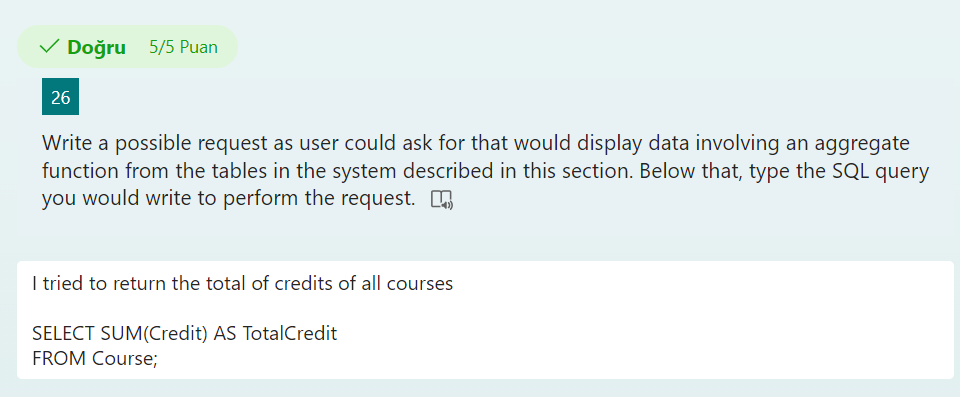 Doğru 5/5 Puan
26
Write a possible request as user could ask for that would display data involving an aggregate
function from the tables in the system described in this section. Below that, type the SQL query
you would write to perform the request.
I tried to return the total of credits of all courses
SELECT SUM(Credit) AS TotalCredit
FROM Course;